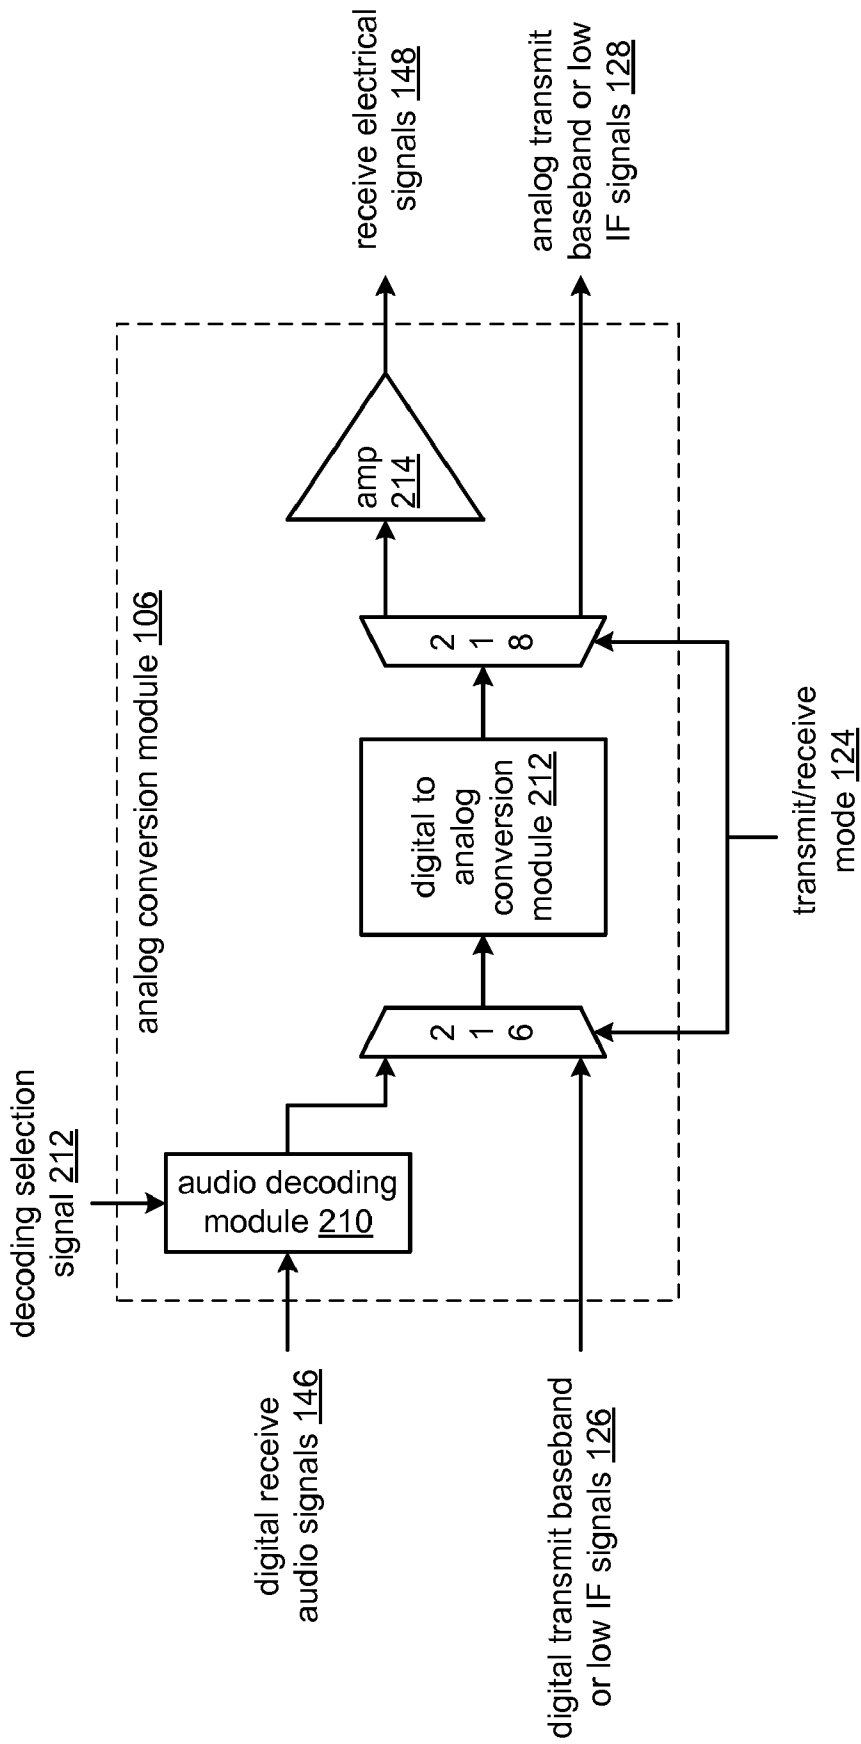 decoding selection
signal 212
analog conversion module 106
digital receive
audio signals 146
audio decoding
module 210
digital transmit baseband
or low IF signals 126
2
1
6
digital to
analog
conversion
module 212
2
1
8
amp
214
receive electrical
signals 148
analog transmit
baseband or low
IF signals 128
transmit/receive
mode 124